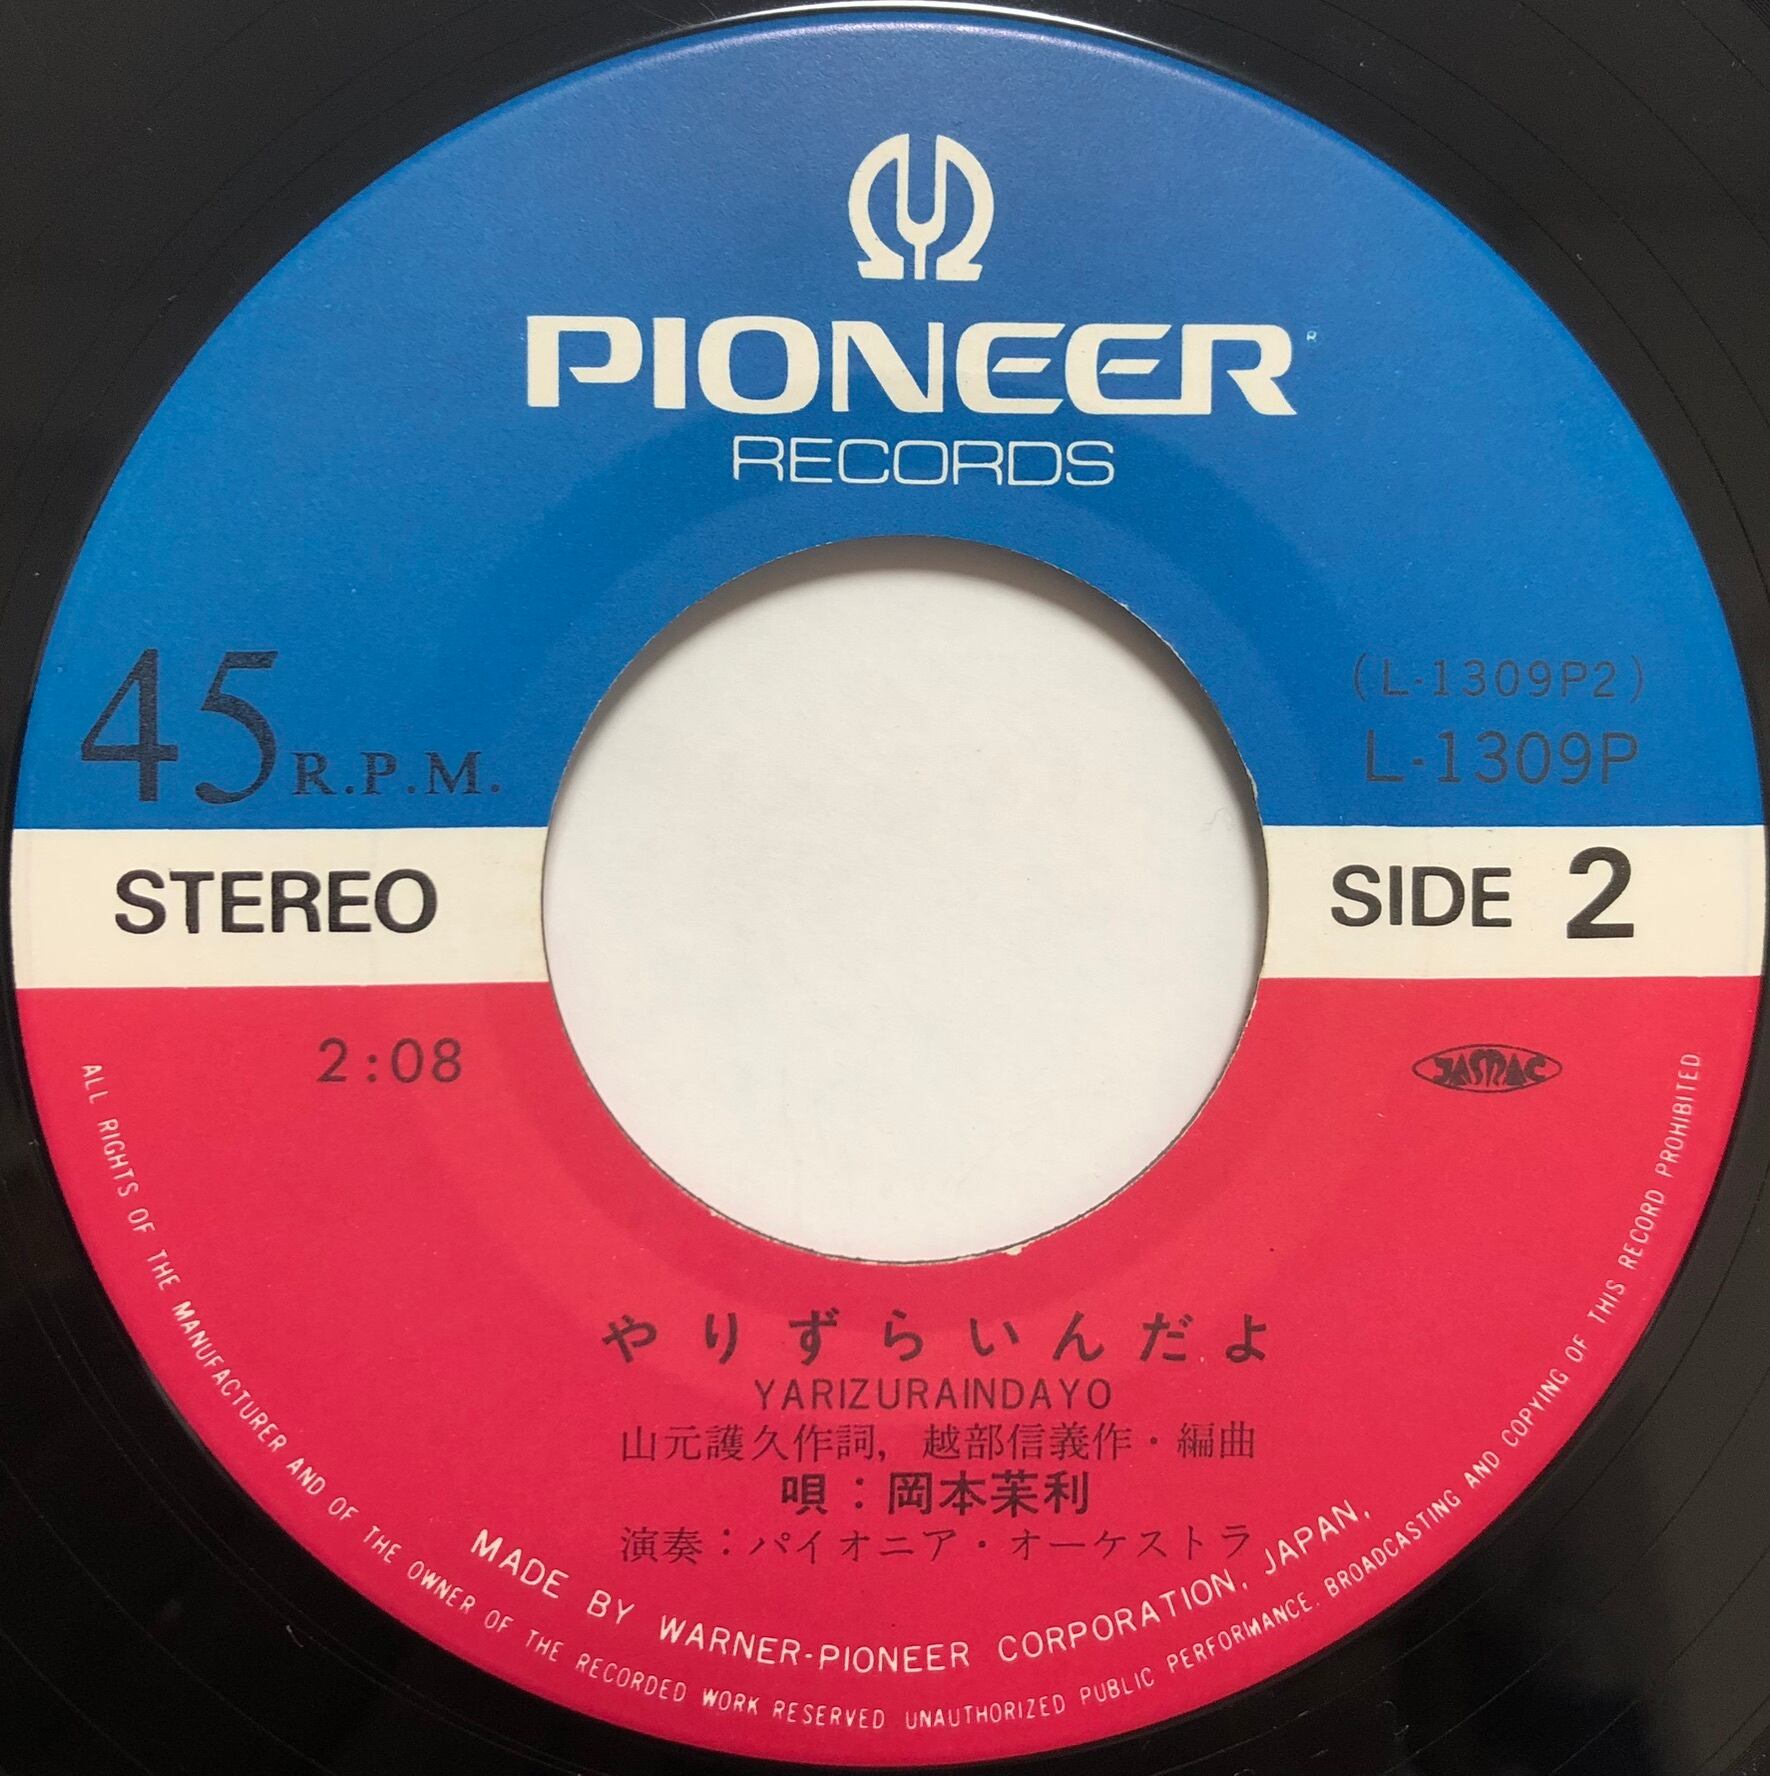 PIONEER R
RECORDS
(L-1309P2)
45 R.P.M.
L-1309P
STEREO
SIDE 2
2:08
JASRAC
やりずらいんだよ
YARIZURAINDAYO
山元護久作詞, 越部信義作・編曲
唄：岡本茉利
演奏：パイオニア・オーケストラ
MADE BY WARNER-PIONEER CORPORATION, JAPAN,
ALL RIGHTS OF THE MANUFACTURER AND OF THE OWNER OF THE RECORDED WORK RESERVED UNAUTHORIZED PUBLIC PERFORMANCE, BROADCASTING AND COPYING OF THIS RECORD PROHIBITED